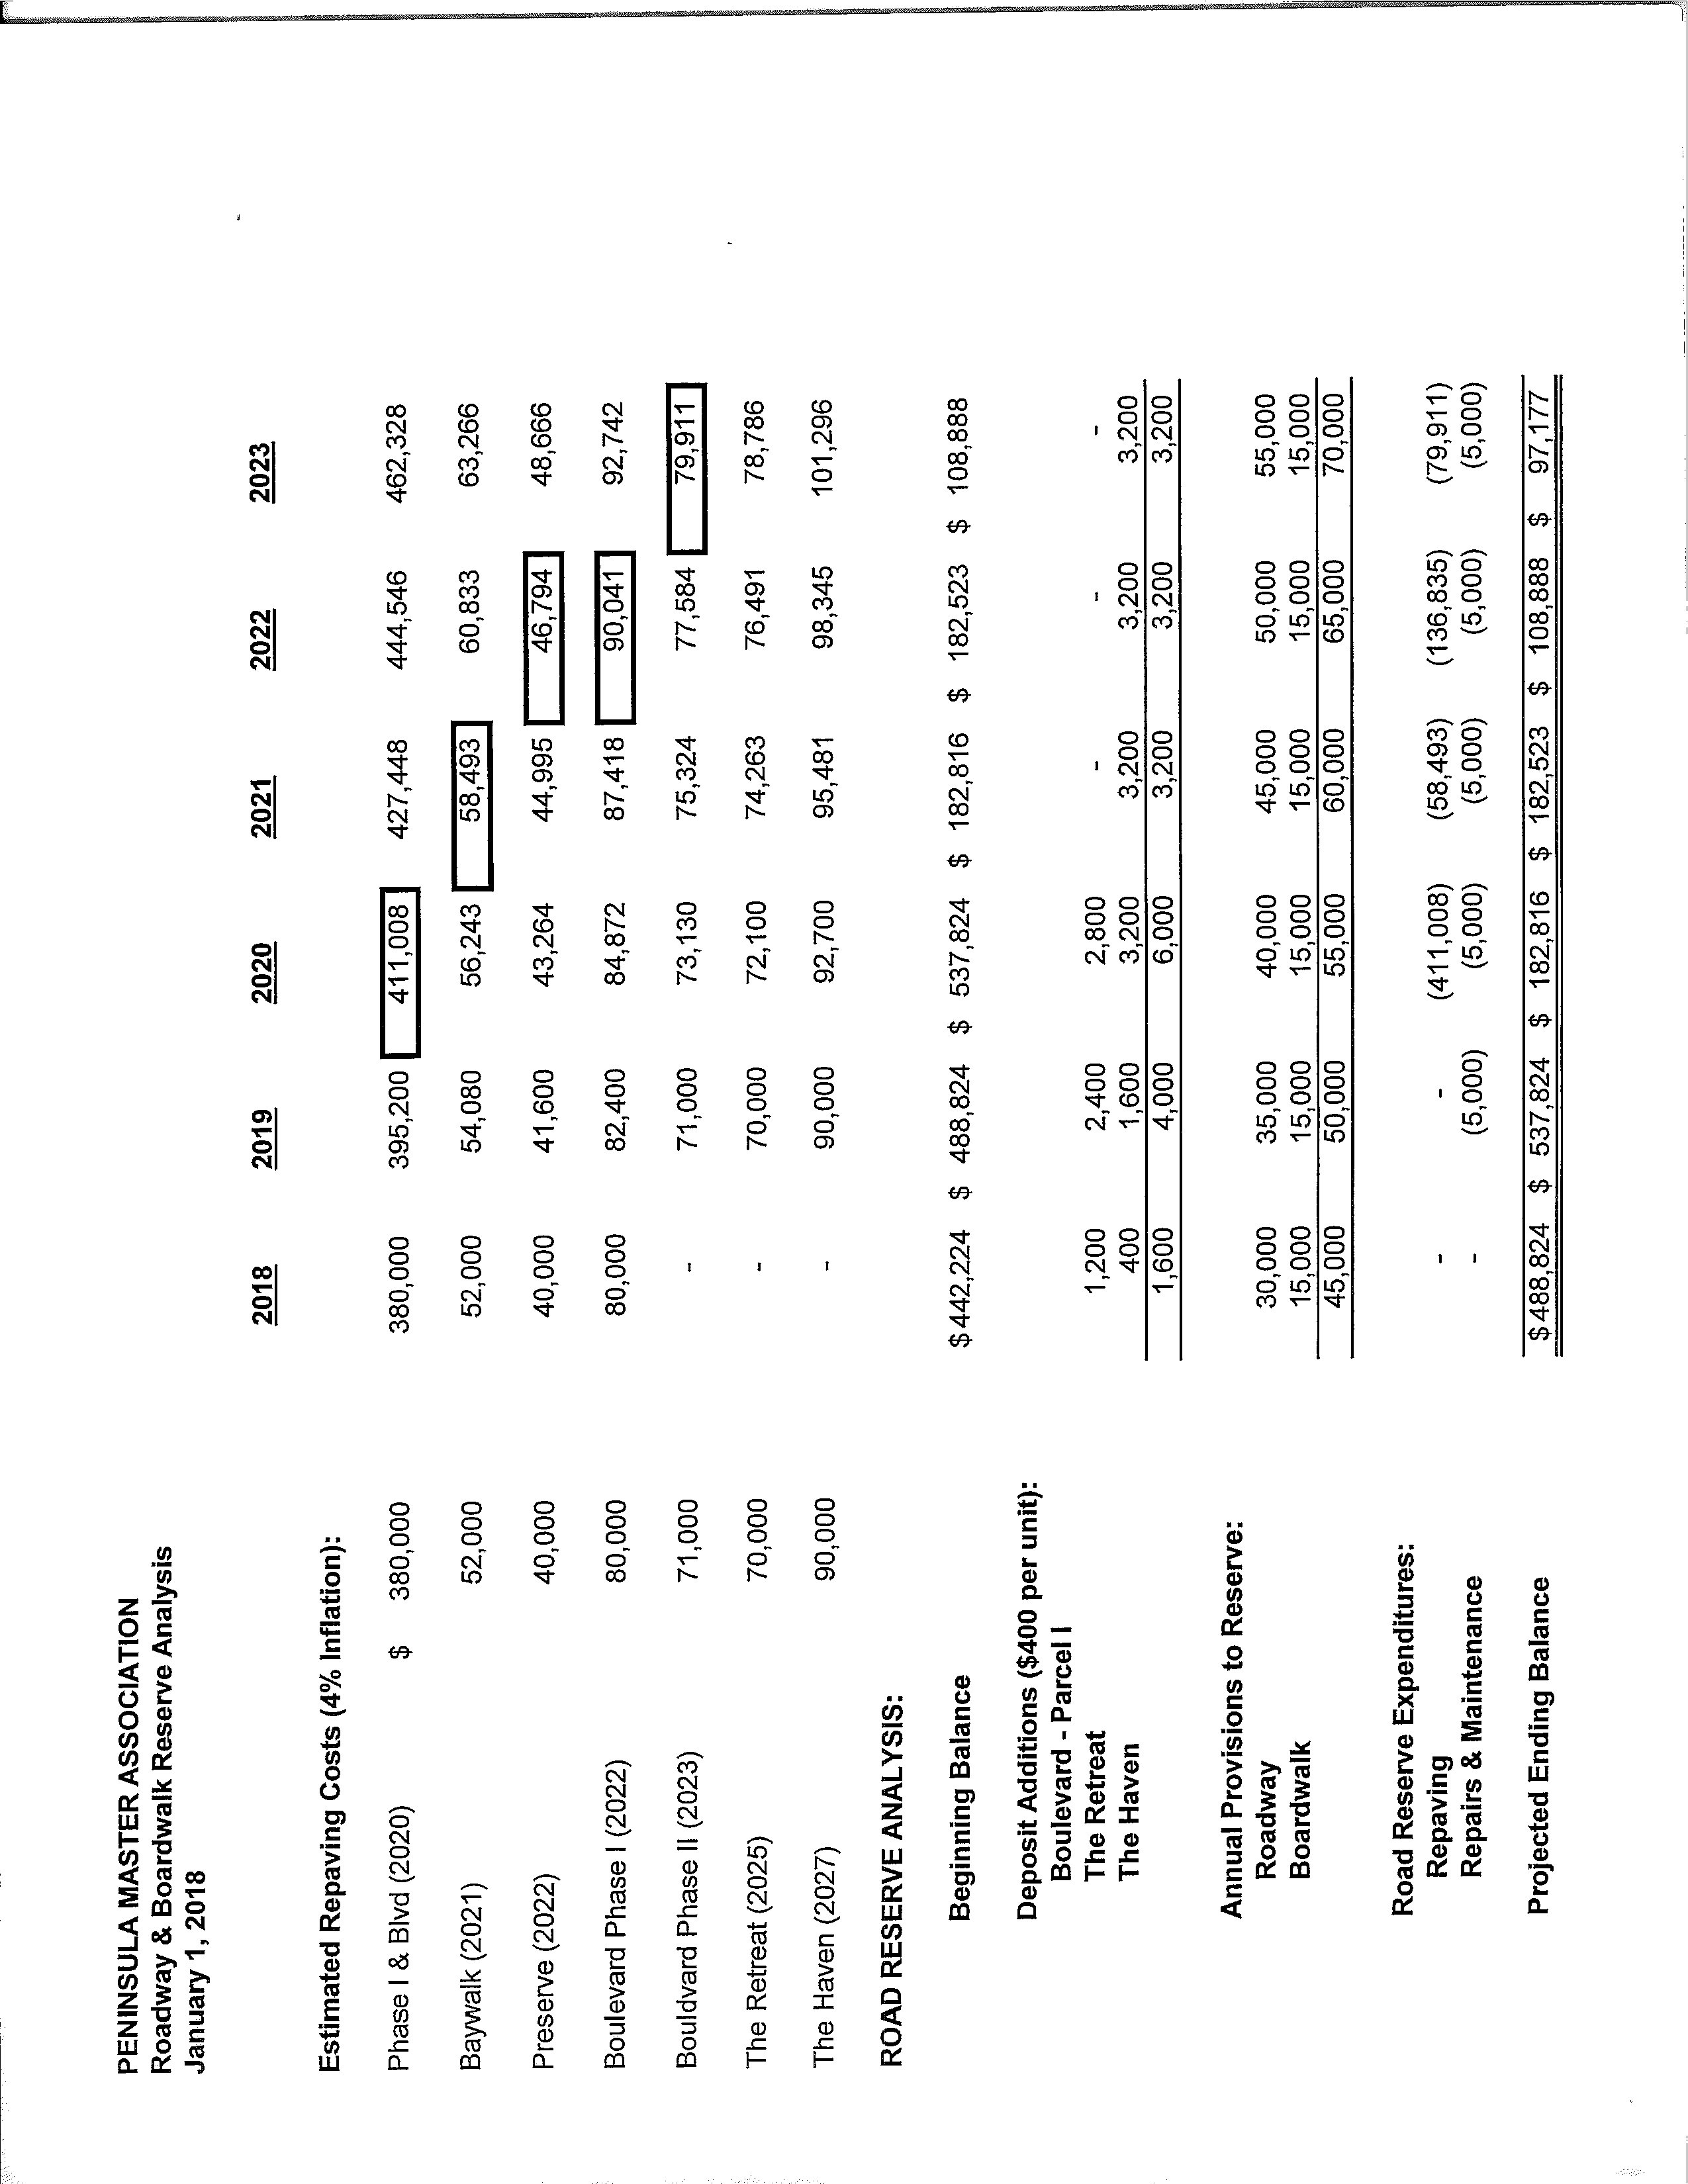 PENINSULA MASTER ASSOCIATION
Roadway & Boardwalk Reserve Analysis
January 1, 2018
2018 2019 2020 2021 2022 2023
Estimated Repaving Costs (4% Inflation):
Phase I & Blvd (2020) $ 380,000 380,000 395,200 411,008 427,448 444,546 462,328
Baywalk (2021) 52,000 52,000 54,080 56,243 58,493 60,833 63,266
Preserve (2022) 40,000 40,000 41,600 43,264 44,995 46,794 48,666
Boulevard Phase I (2022) 80,000 80,000 82,400 84,872 87,418 90,041 92,742
Bouldvard Phase II (2023) 71,000 - 71,000 73,130 75,324 77,584 79,911
The Retreat (2025) 70,000 - 70,000 72,100 74,263 76,491 78,786
The Haven (2027) 90,000 - 90,000 92,700 95,481 98,345 101,296
ROAD RESERVE ANALYSIS:
Beginning Balance $ 442,224 $ 488,824 $ 537,824 $ 182,816 $ 182,523 $ 108,888
Deposit Additions ($400 per unit):
Boulevard - Parcel I
The Retreat 1,200 2,400 2,800 - - -
The Haven 400 1,600 3,200 3,200 3,200 3,200
1,600 4,000 6,000 3,200 3,200 3,200
Annual Provisions to Reserve:
Roadway 30,000 35,000 40,000 45,000 50,000 55,000
Boardwalk 15,000 15,000 15,000 15,000 15,000 15,000
45,000 50,000 55,000 60,000 65,000 70,000
Road Reserve Expenditures:
Repaving - - (411,008) (58,493) (136,835) (79,911)
Repairs & Maintenance - (5,000) (5,000) (5,000) (5,000) (5,000)
Projected Ending Balance $ 488,824 $ 537,824 $ 182,816 $ 182,523 $ 108,888 $ 97,177